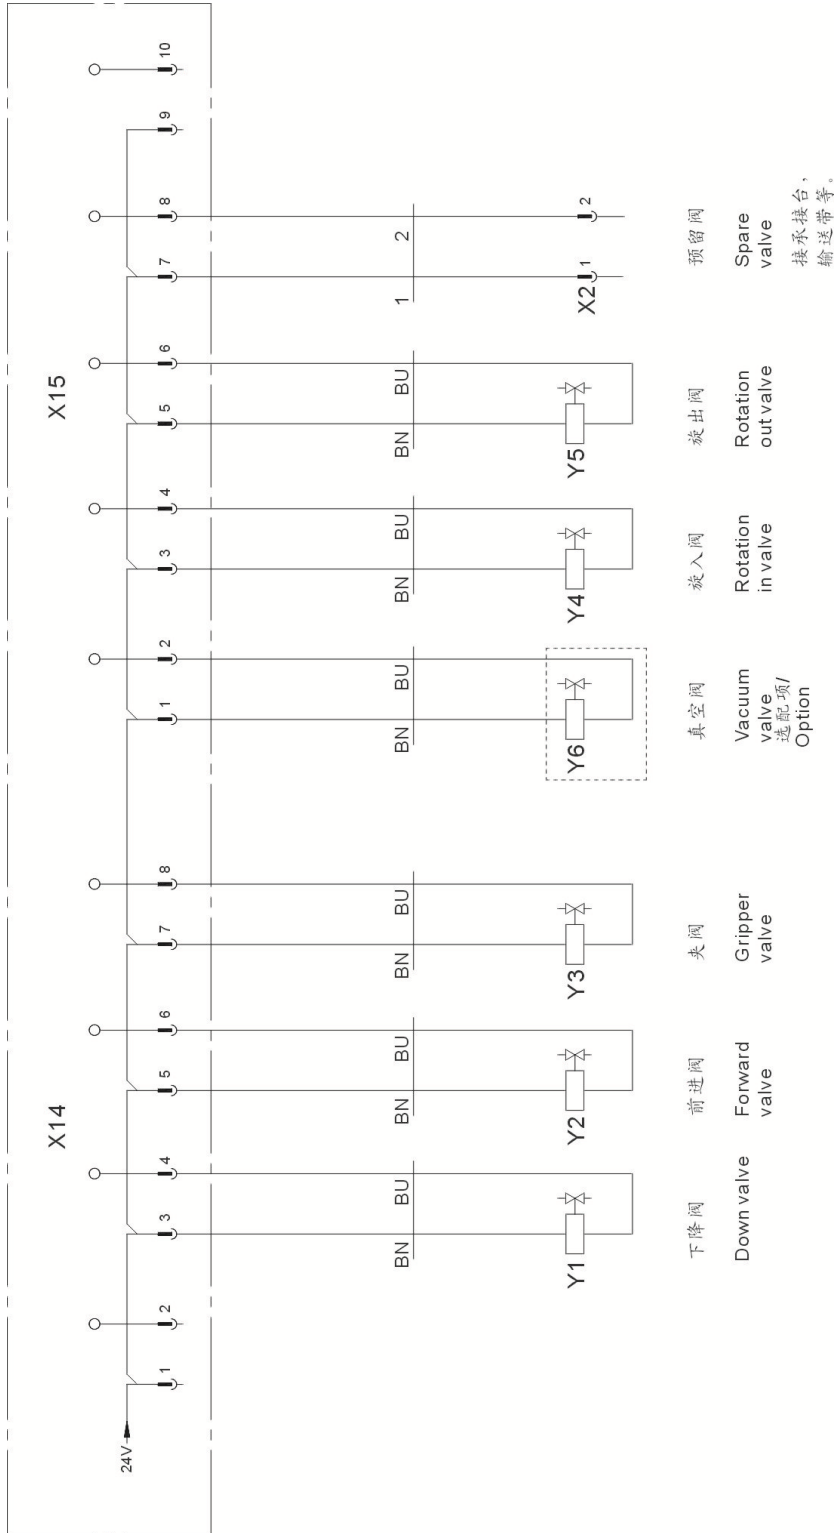 X14 X15
24V
1 2 3 4 5 6 7 8 1 2 3 4 5 6 7 8 9 10
BN BU BN BU BN BU BN BU BN BU BN BU 1 2
Y1 Y2 Y3 Y6 Y4 Y5 X2 1 2
下降阀
Down valve
前进阀
Forward
valve
夹阀
Gripper
valve
真空阀
Vacuum
valve
选配项/
Option
旋入阀
Rotation
in valve
旋出阀
Rotation
out valve
预留阀
Spare
valve
接承接台，
输送带等。